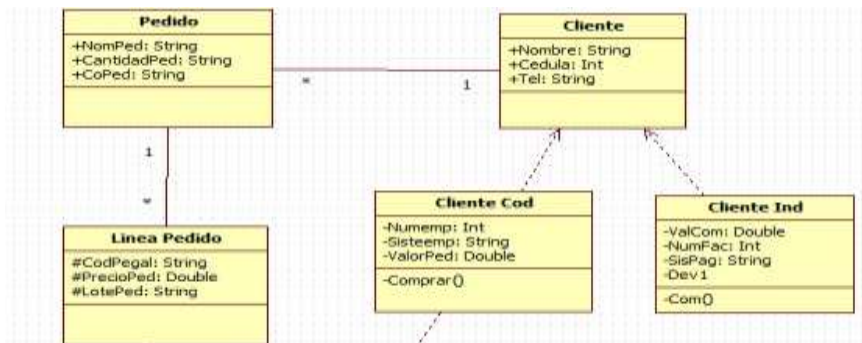 Pedido
+NomPed: String
+CantidadPed: String
+CoPed: String
Cliente
+Nombre: String
+Cedula: Int
+Tel: String
*
1
1
*
Linea Pedido
#CodPegal: String
#PrecioPed: Double
#LotePed: String
Cliente Cod
-Numemp: Int
-Sisteemp: String
-ValorPed: Double
-Comprar()
Cliente Ind
-ValCom: Double
-NumFac: Int
-SisPag: String
-Dev1
-Com()